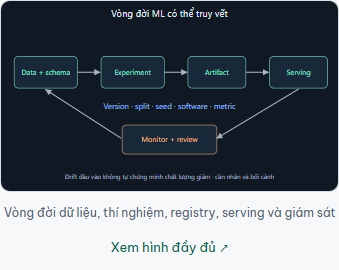 Vòng đời ML có thể truy vết
Data + schema
Experiment
Artifact
Serving
Version · split · seed · software · metric
Monitor + review
Drift đầu vào không tự chứng minh chất lượng giảm · cần nhãn và bối cảnh
Vòng đời dữ liệu, thí nghiệm, registry, serving và giám sát
Xem hình đầy đủ ↗